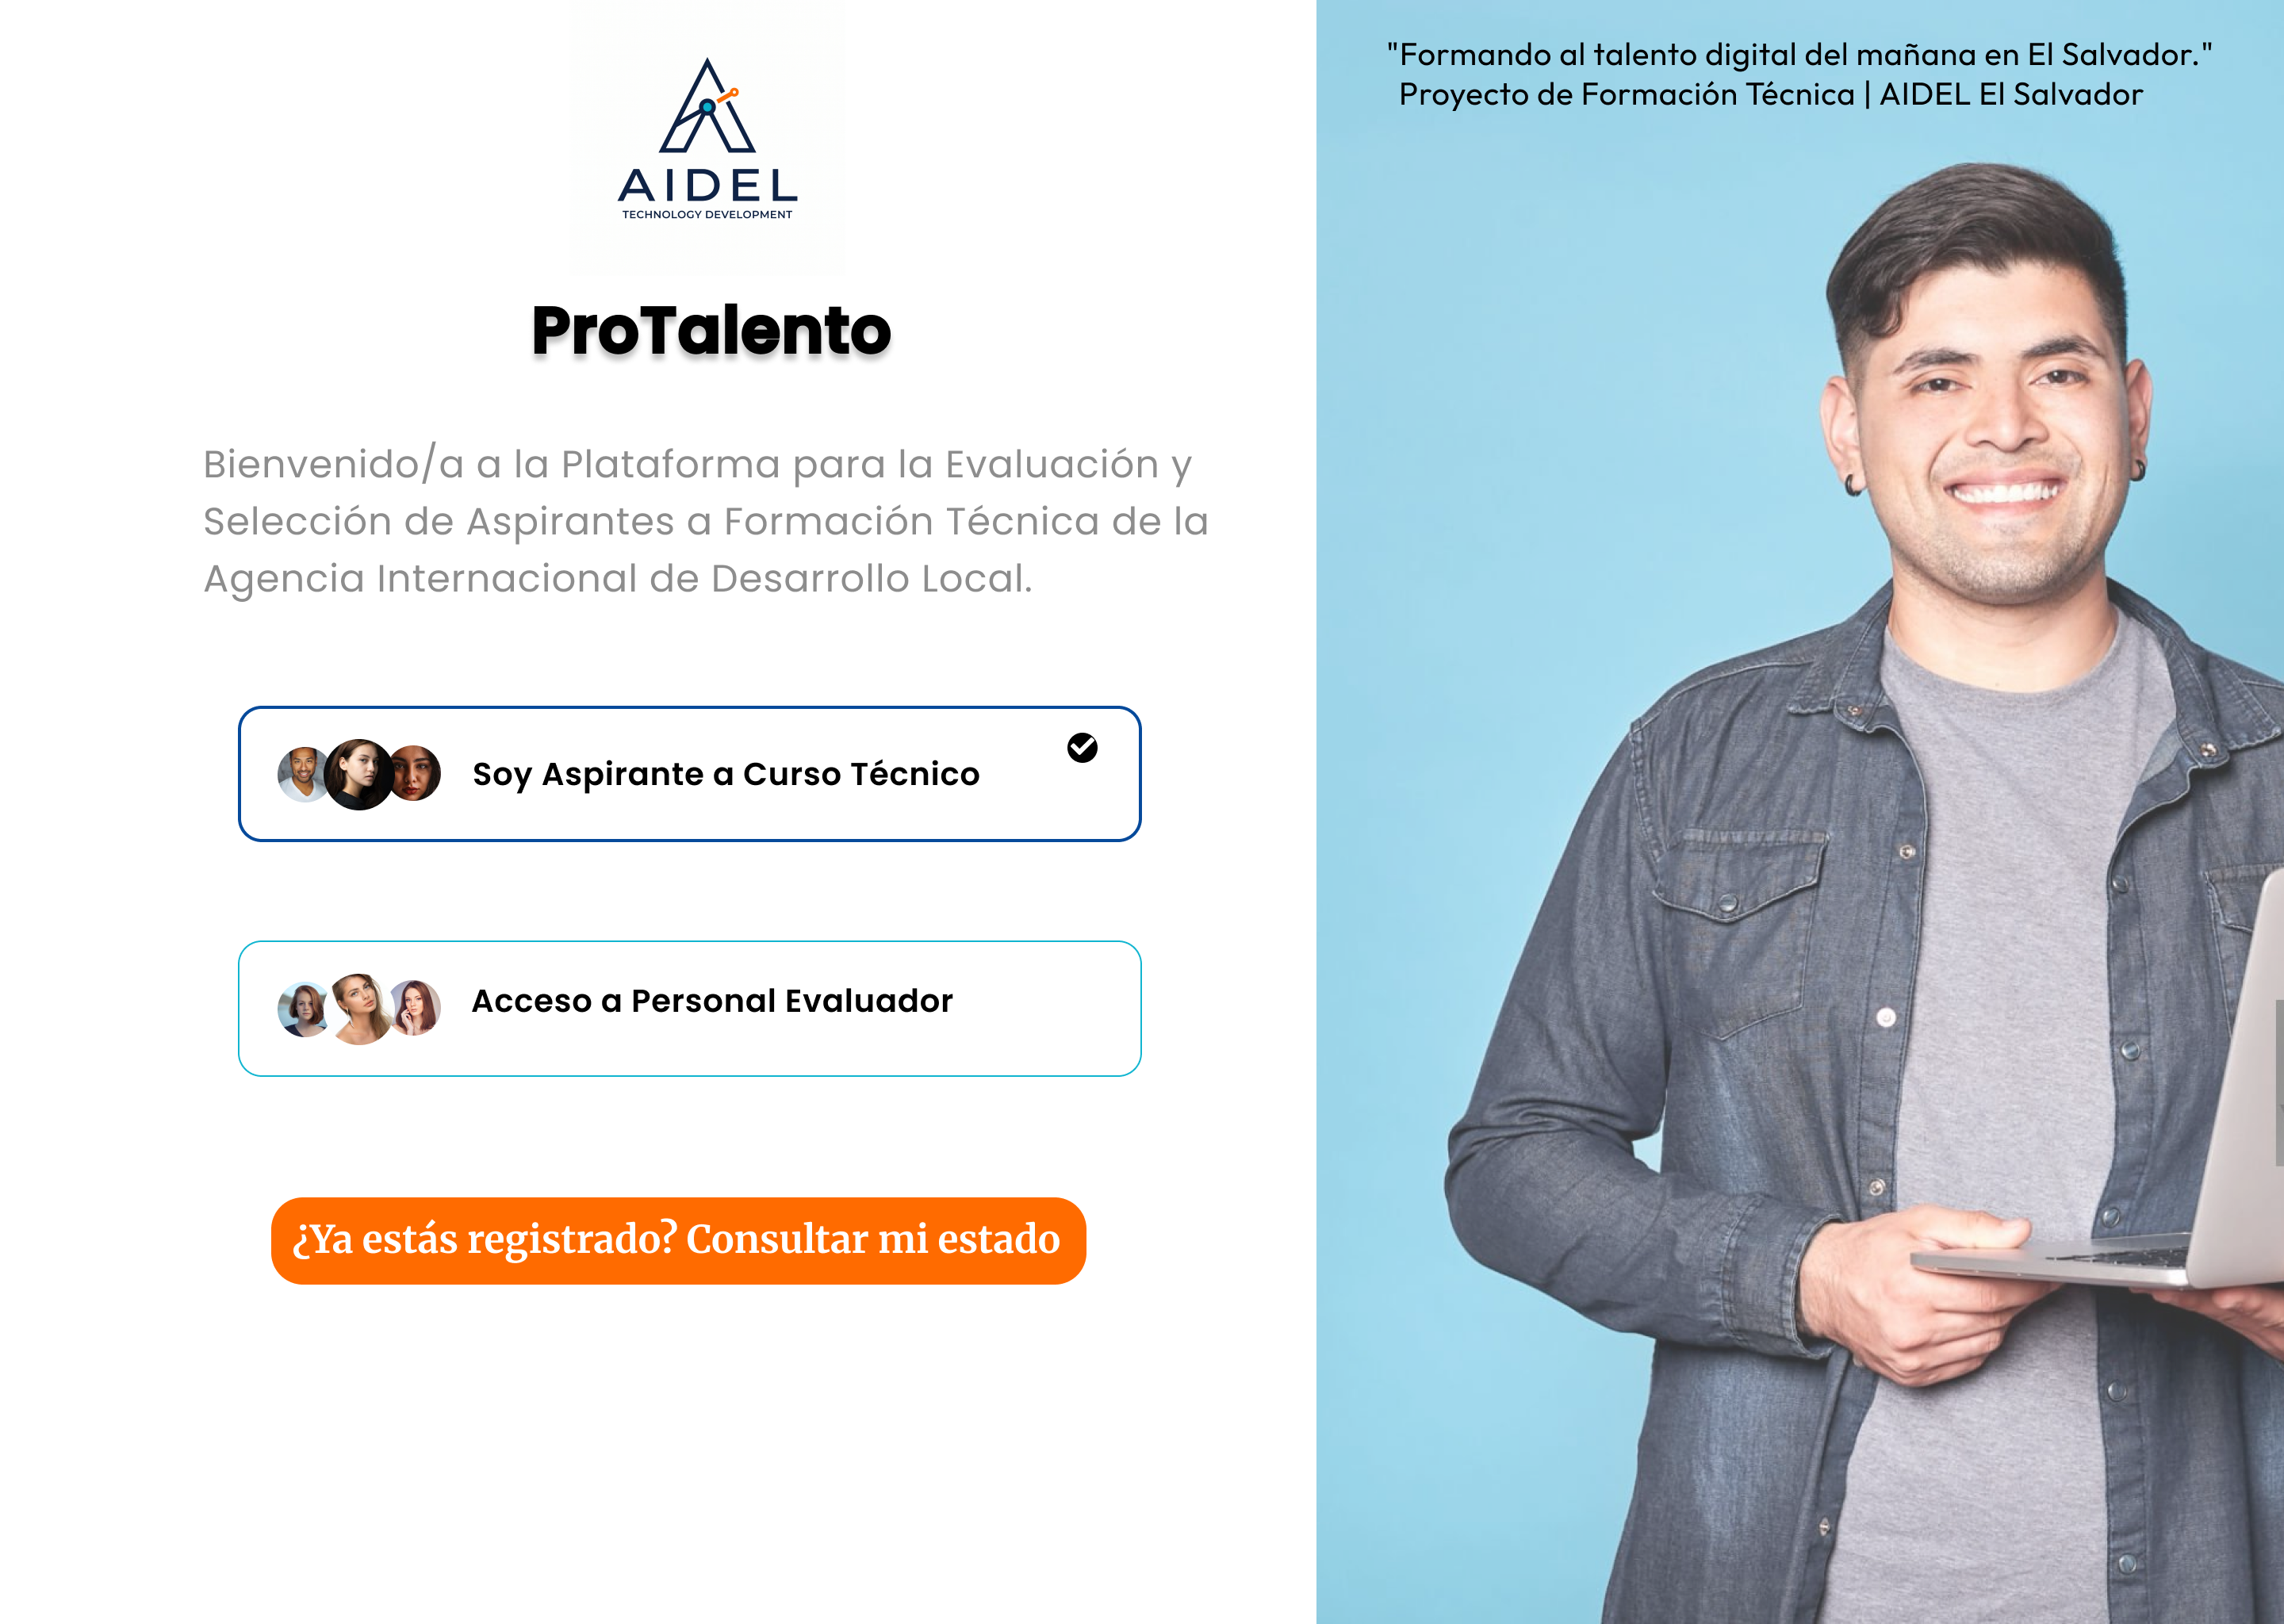 AIDEL
TECHNOLOGY DEVELOPMENT
ProTalento
Bienvenido/a a la Plataforma para la Evaluación y
Selección de Aspirantes a Formación Técnica de la
Agencia Internacional de Desarrollo Local.
Soy Aspirante a Curso Técnico
Acceso a Personal Evaluador
¿Ya estás registrado? Consultar mi estado
"Formando al talento digital del mañana en El Salvador."
Proyecto de Formación Técnica | AIDEL El Salvador